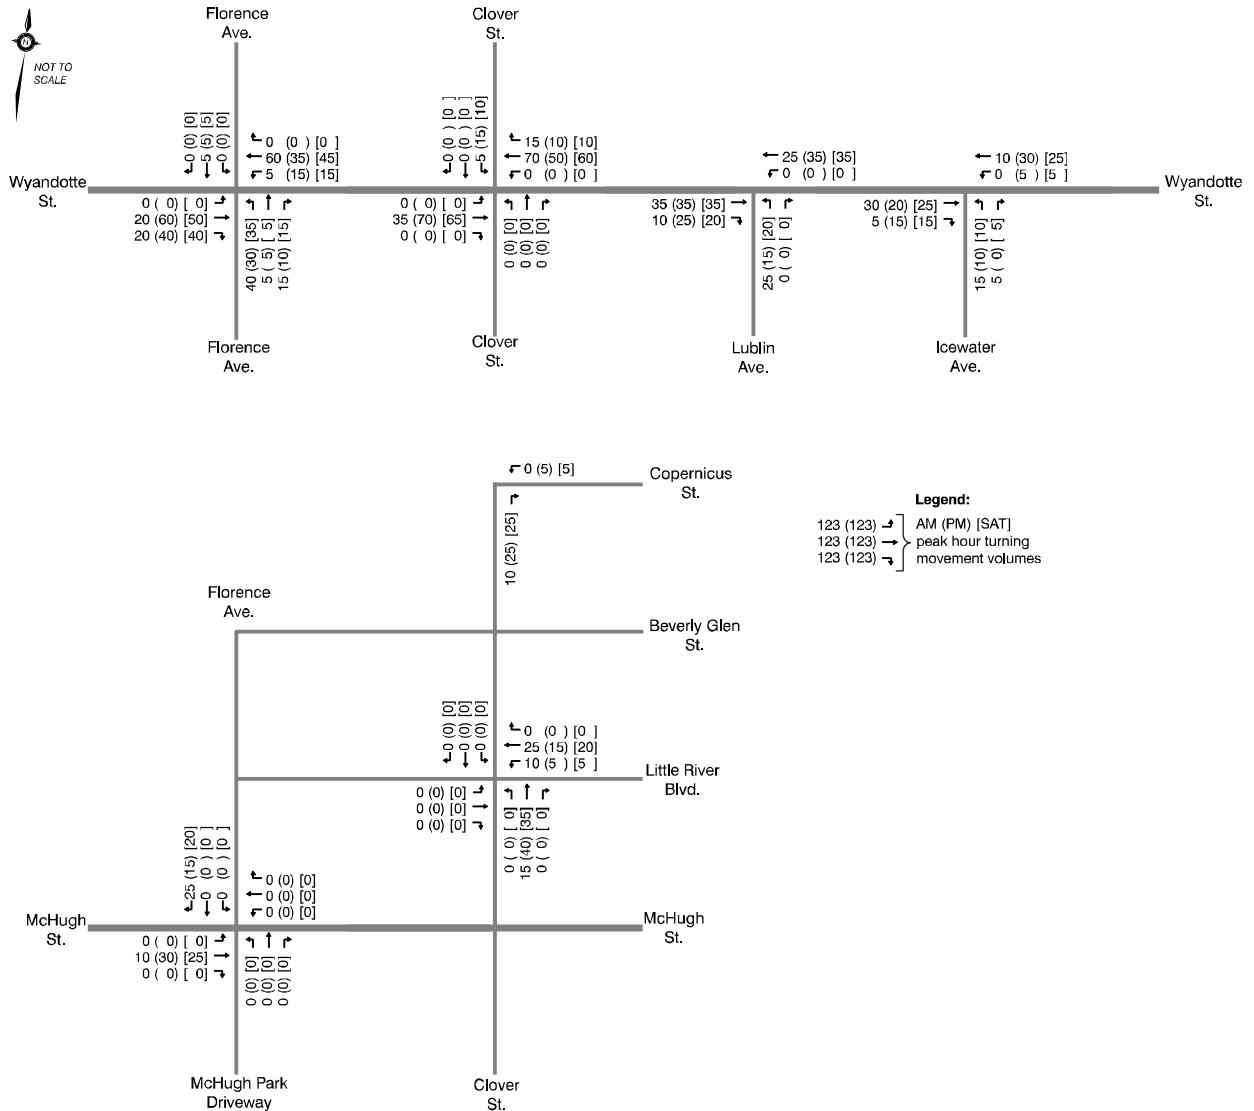 Florence
Ave.
Clover
St.
N
NOT TO
SCALE
0 (0) [0]
5 (5) [5]
0 (0) [0]
0 (0 ) [0 ]
60 (35) [45]
5 (15) [15]
0 (0 ) [0 ]
0 (0 ) [0 ]
5 (15) [10]
15 (10) [10]
70 (50) [60]
0 (0 ) [0 ]
25 (35) [35]
0 (0 ) [0 ]
10 (30) [25]
0 (5 ) [5 ]
Wyandotte
St.
Wyandotte
St.
0 ( 0) [ 0]
20 (60) [50]
20 (40) [40]
40 (30) [35]
5 ( 5) [ 5]
15 (10) [15]
0 ( 0) [ 0]
35 (70) [65]
0 ( 0) [ 0]
0 (0) [0]
0 (0) [0]
0 (0) [0]
35 (35) [35]
10 (25) [20]
25 (15) [20]
0 ( 0) [ 0]
30 (20) [25]
5 (15) [15]
15 (10) [10]
5 ( 0) [ 5]
Florence
Ave.
Clover
St.
Lublin
Ave.
Icewater
Ave.
0 (5) [5]
Copernicus
St.
10 (25) [25]
Legend:
123 (123)
123 (123)
123 (123)
AM (PM) [SAT]
peak hour turning
movement volumes
Florence
Ave.
Beverly Glen
St.
0 (0) [0]
0 (0) [0]
0 (0) [0]
0 (0 ) [0 ]
25 (15) [20]
10 (5 ) [5 ]
Little River
Blvd.
0 (0) [0]
0 (0) [0]
0 (0) [0]
0 ( 0) [ 0]
15 (40) [35]
0 ( 0) [ 0]
25 (15) [20]
0 (0 ) [0 ]
0 (0 ) [0 ]
0 (0) [0]
0 (0) [0]
0 (0) [0]
McHugh
St.
McHugh
St.
0 ( 0) [ 0]
10 (30) [25]
0 ( 0) [ 0]
0 (0) [0]
0 (0) [0]
0 (0) [0]
McHugh Park
Driveway
Clover
St.